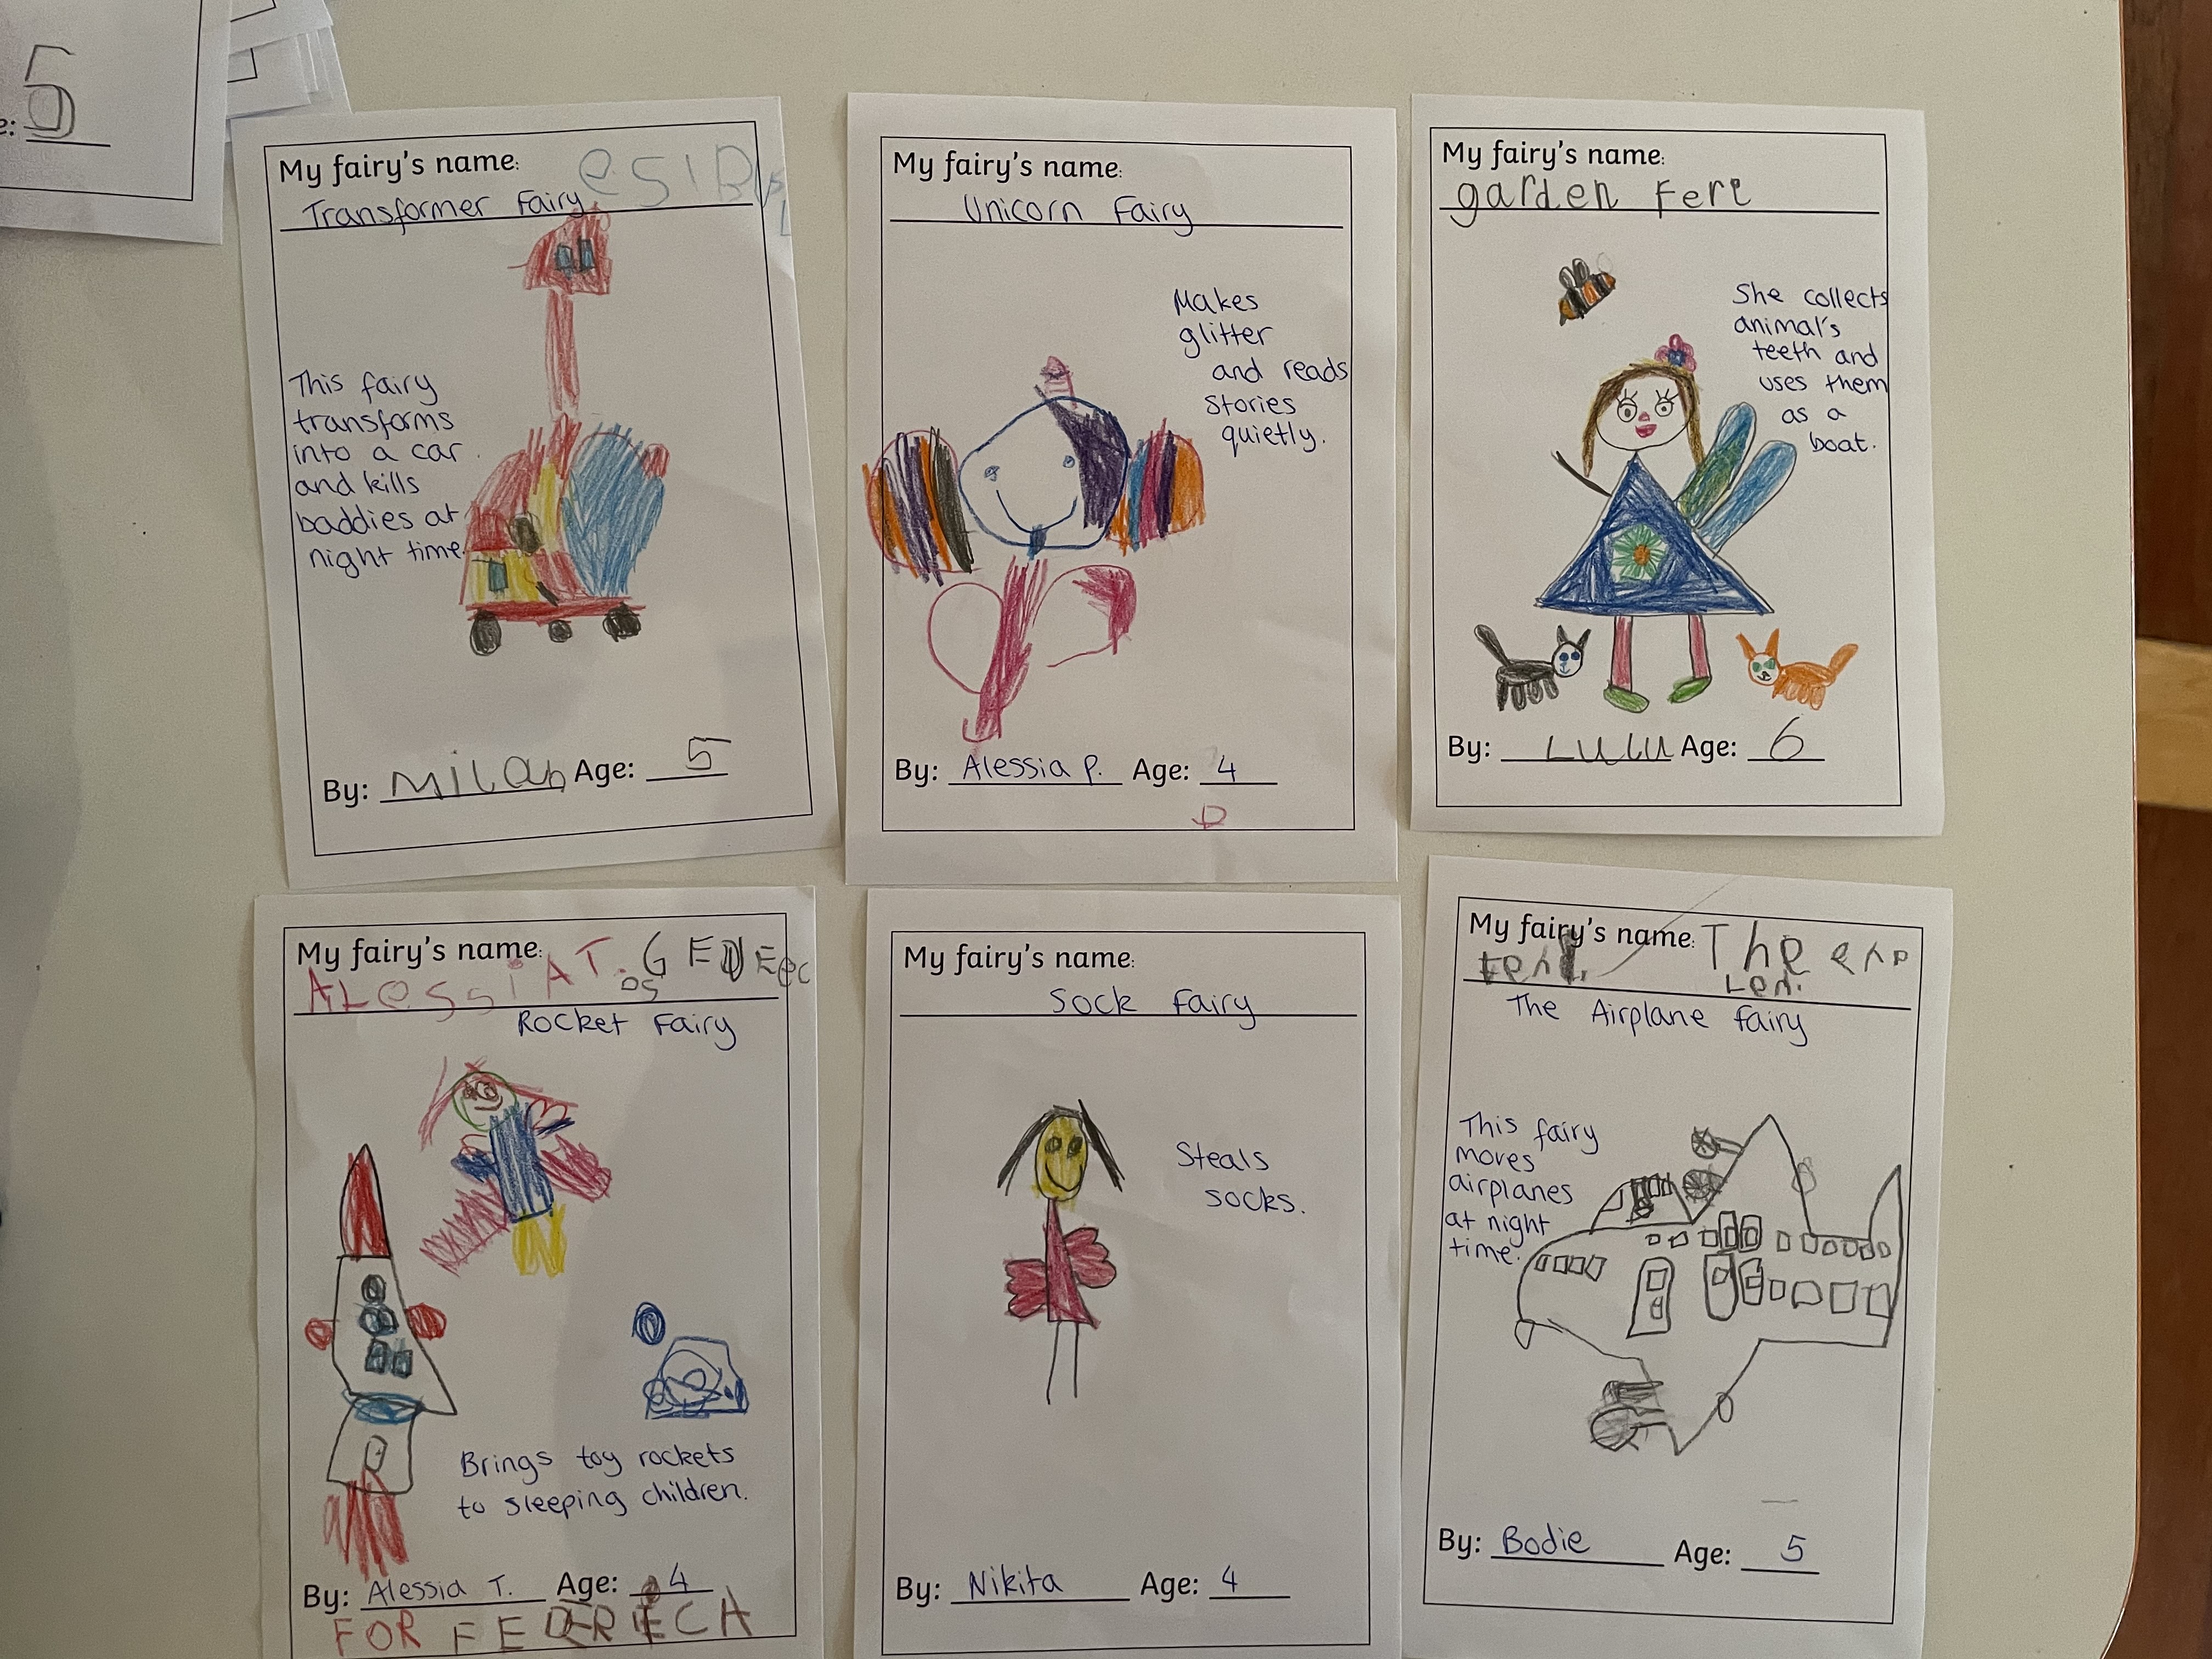 5
e:
My fairy's name:
Transformer Fairy
This fairy
transforms
into a car
and kills
baddies at
night time.
By: Milan Age: 5
My fairy's name:
Unicorn Fairy
Makes
glitter
and reads
stories
quietly.
By: Alessia P. Age: 4
My fairy's name:
garden Fere
She collects
animal's
teeth and
uses them
as a
boat.
By: LULU Age: 6
My fairy's name:
ALESSiA T.
Rocket Fairy
Brings toy rockets
to sleeping children.
By: Alessia T. Age: 4
FOR FEDERECA
My fairy's name:
Sock Fairy
Steals
socks.
By: Nikita Age: 4
My fairy's name: The
The Airplane Fairy
This fairy
moves
airplanes
at night
time.
By: Bodie Age: 5